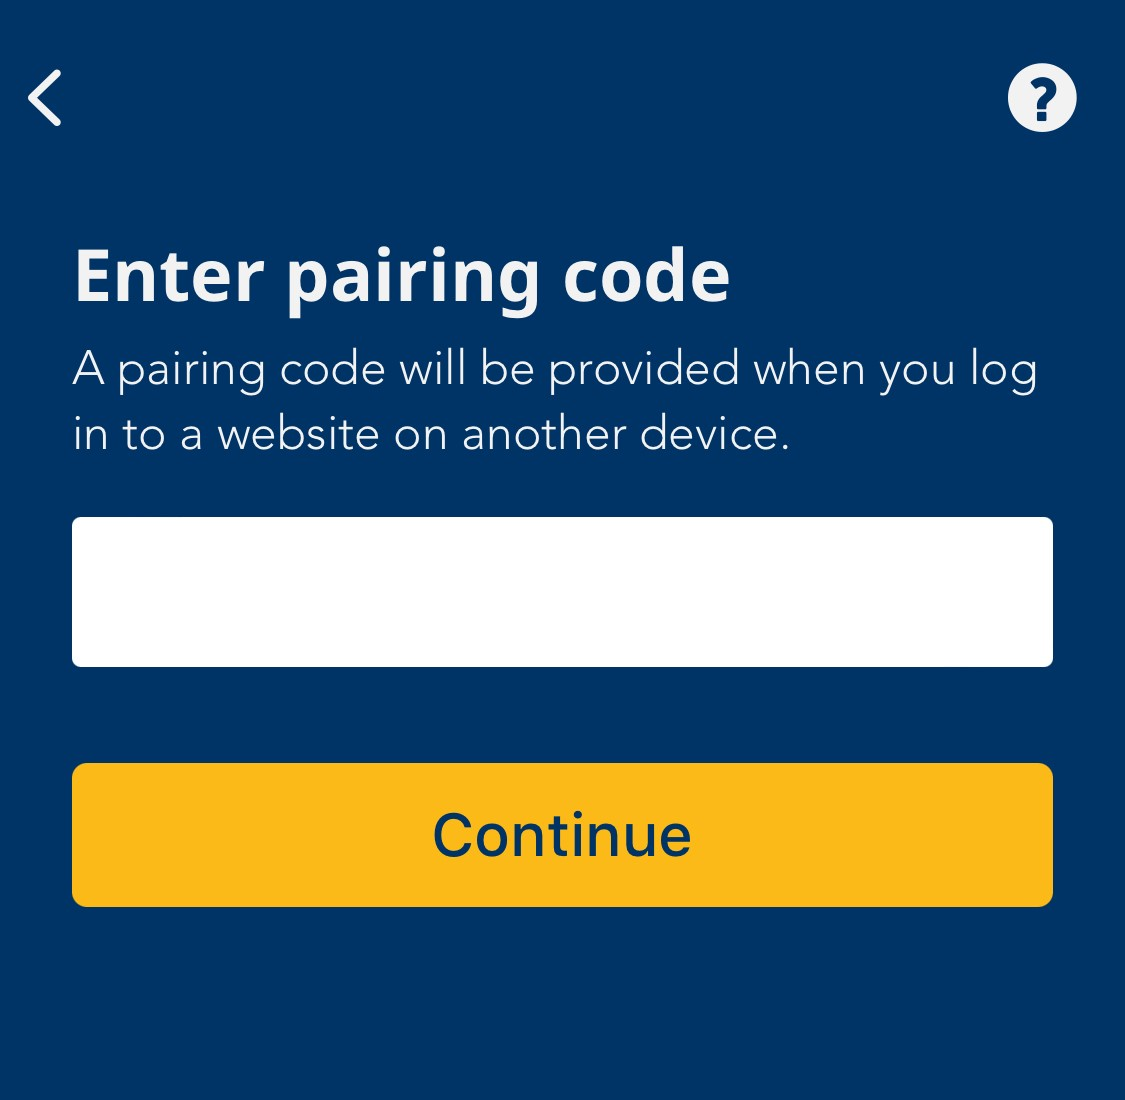 ?
Enter pairing code
A pairing code will be provided when you log
in to a website on another device.
Continue